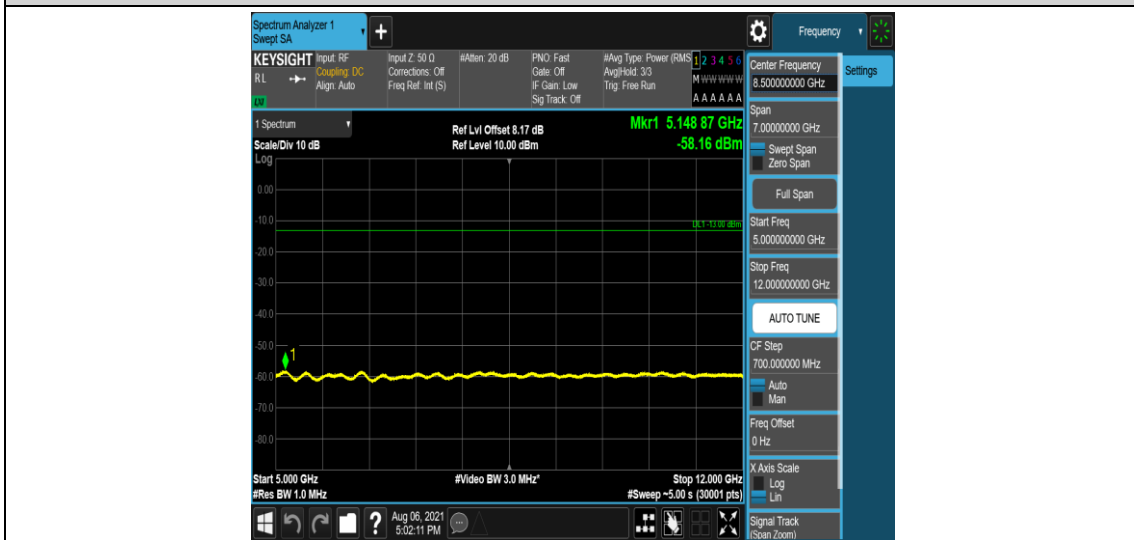 Spectrum Analyzer 1
Swept SA
+
Frequency
KEYSIGHT
RL
LXI
Input: RF
Coupling: DC
Align: Auto
Input Z: 50 Ω
Corrections: Off
Freq Ref: Int (S)
#Atten: 20 dB
PNO: Fast
Gate: Off
IF Gain: Low
Sig Track: Off
#Avg Type: Power (RMS
Avg|Hold: 3/3
Trig: Free Run
1 2 3 4 5 6
M W W W W W
A A A A A A
1 Spectrum
Scale/Div 10 dB
Ref Lvl Offset 8.17 dB
Ref Level 10.00 dBm
Mkr1 5.148 87 GHz
-58.16 dBm
Log
0.00
-10.0
DL1 -13.00 dBm
-20.0
-30.0
-40.0
-50.0
1
-60.0
-70.0
-80.0
Start 5.000 GHz
#Res BW 1.0 MHz
#Video BW 3.0 MHz*
Stop 12.000 GHz
#Sweep ~5.00 s (30001 pts)
?
Aug 06, 2021
5:02:11 PM
Center Frequency
8.500000000 GHz
Settings
Span
7.00000000 GHz
Swept Span
Zero Span
Full Span
Start Freq
5.000000000 GHz
Stop Freq
12.000000000 GHz
AUTO TUNE
CF Step
700.000000 MHz
Auto
Man
Freq Offset
0 Hz
X Axis Scale
Log
Lin
Signal Track
(Span Zoom)